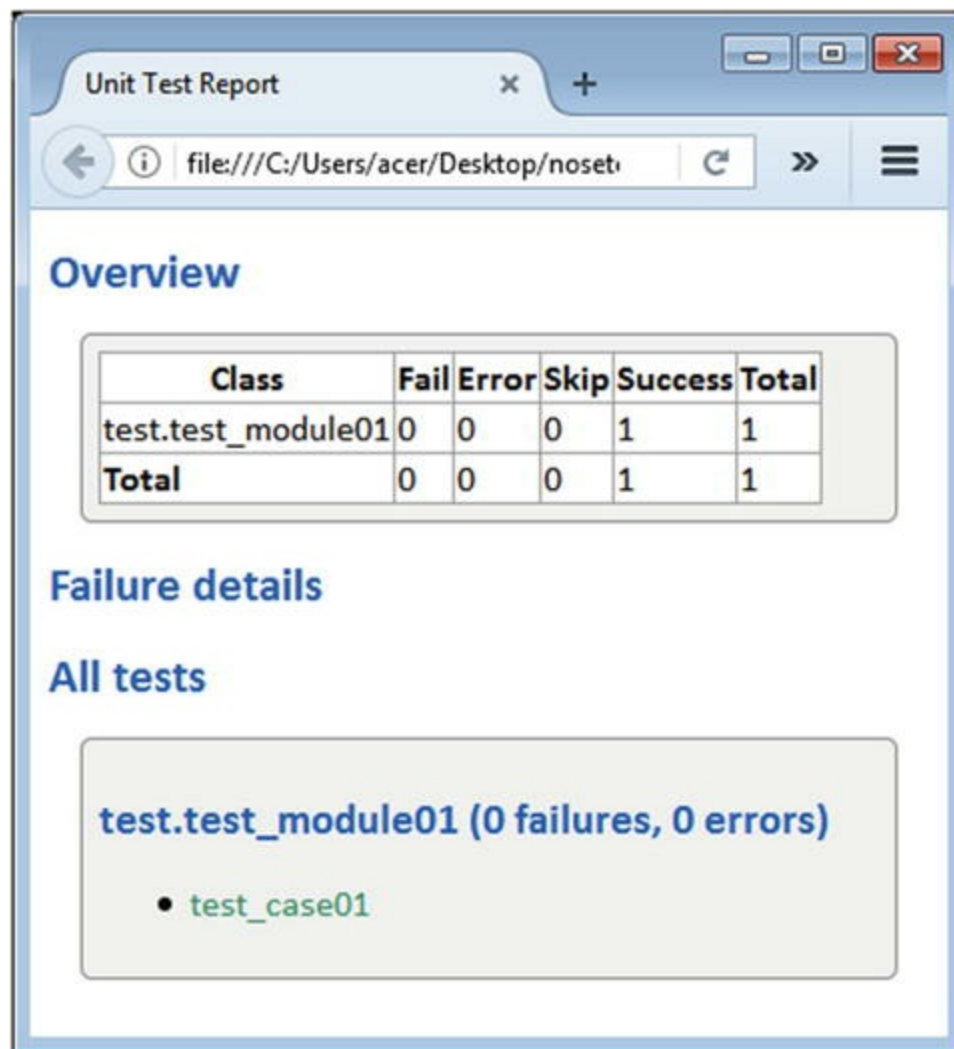 Unit Test Report
file:///C:/Users/acer/Desktop/noset
Overview
Class Fail Error Skip Success Total
test.test_module01 0 0 0 1 1
Total 0 0 0 1 1
Failure details
All tests
test.test_module01 (0 failures, 0 errors)
• test_case01